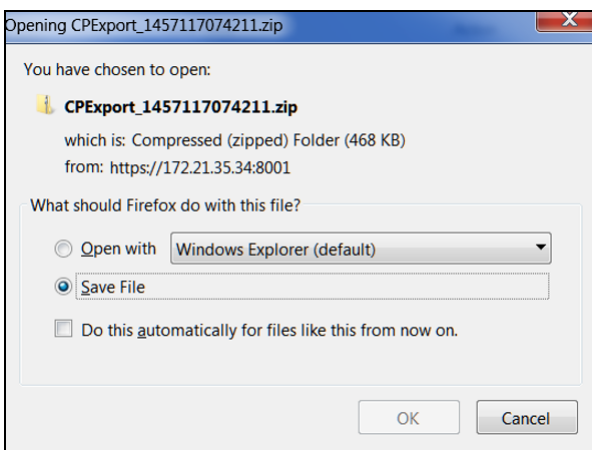 Opening CPExport_1457117074211.zip
You have chosen to open:
CPExport_1457117074211.zip
which is: Compressed (zipped) Folder (468 KB)
from: https://172.21.35.34:8001
What should Firefox do with this file?
Open with Windows Explorer (default)
Save File
Do this automatically for files like this from now on.
OK Cancel